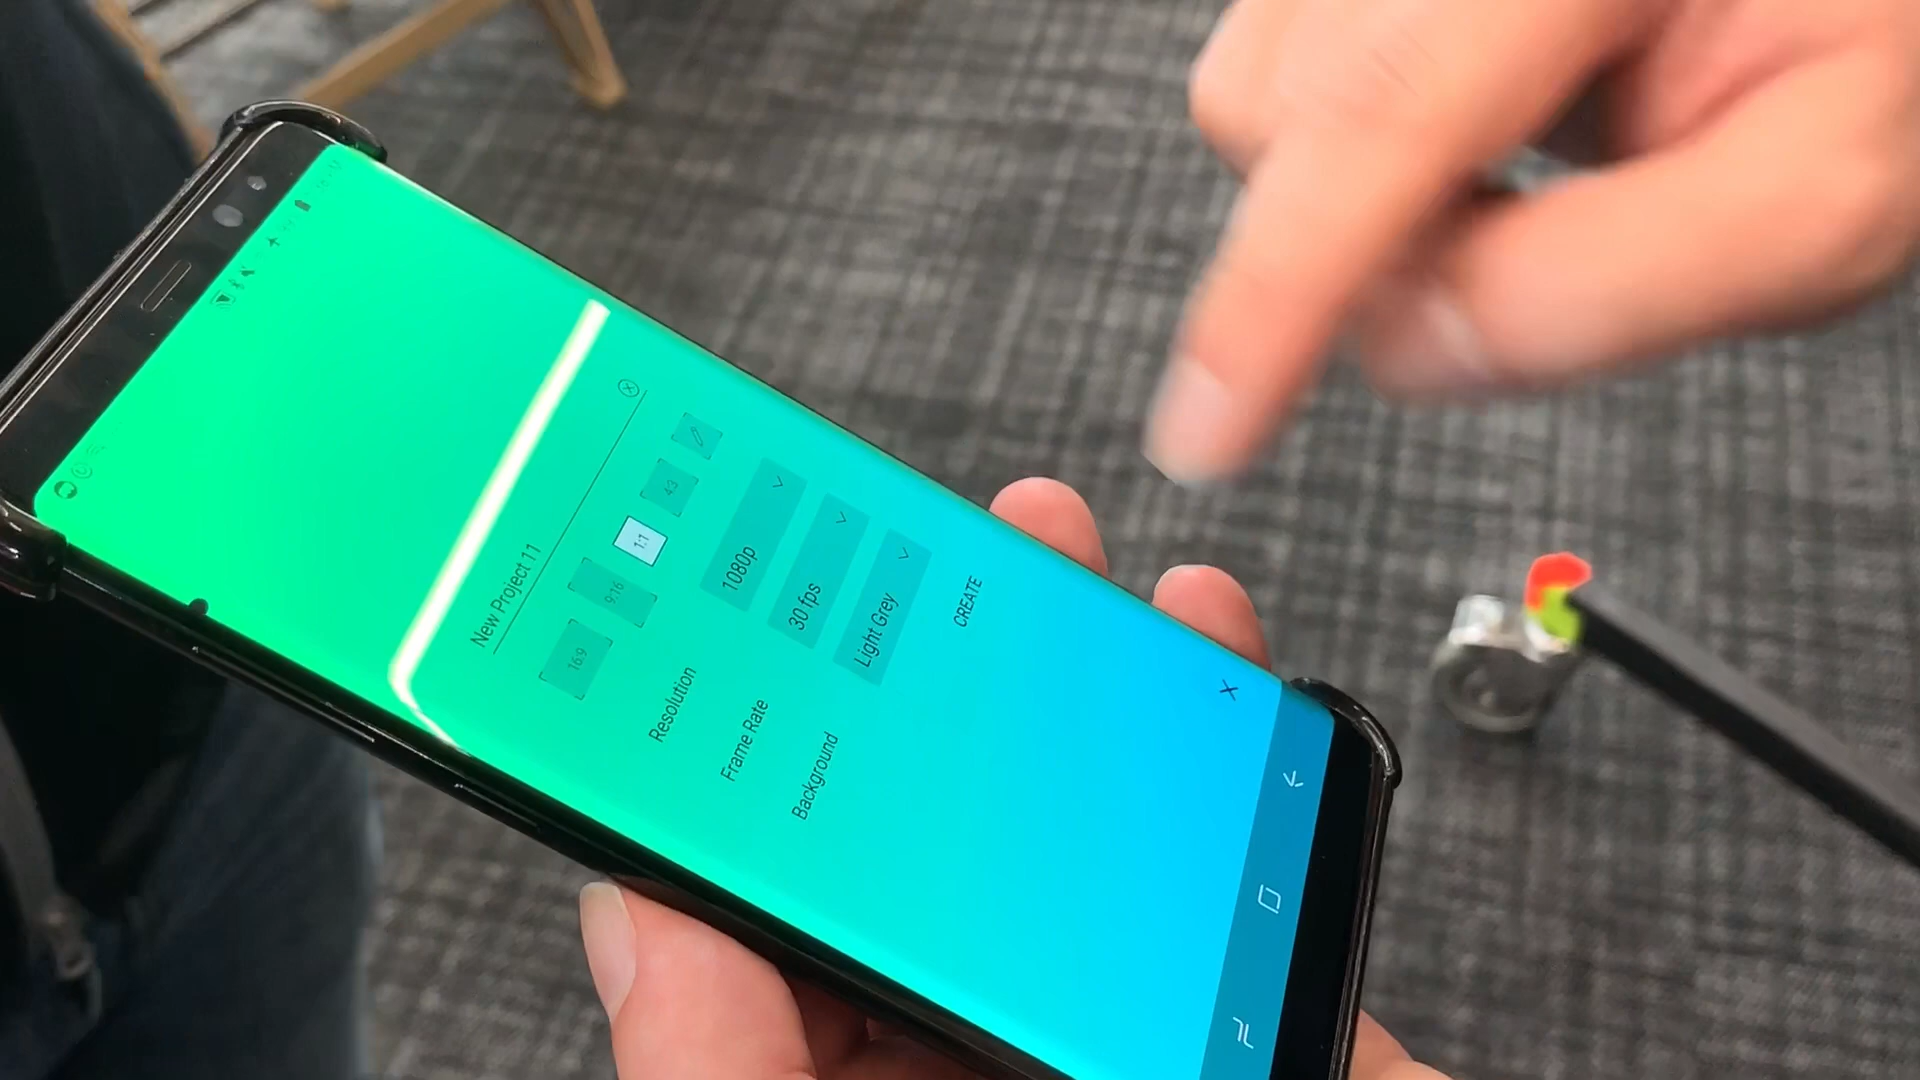 New Project 11
16:9 9:16 1:1 4:3
Resolution 1080p
Frame Rate 30 fps
Background Light Grey
CREATE